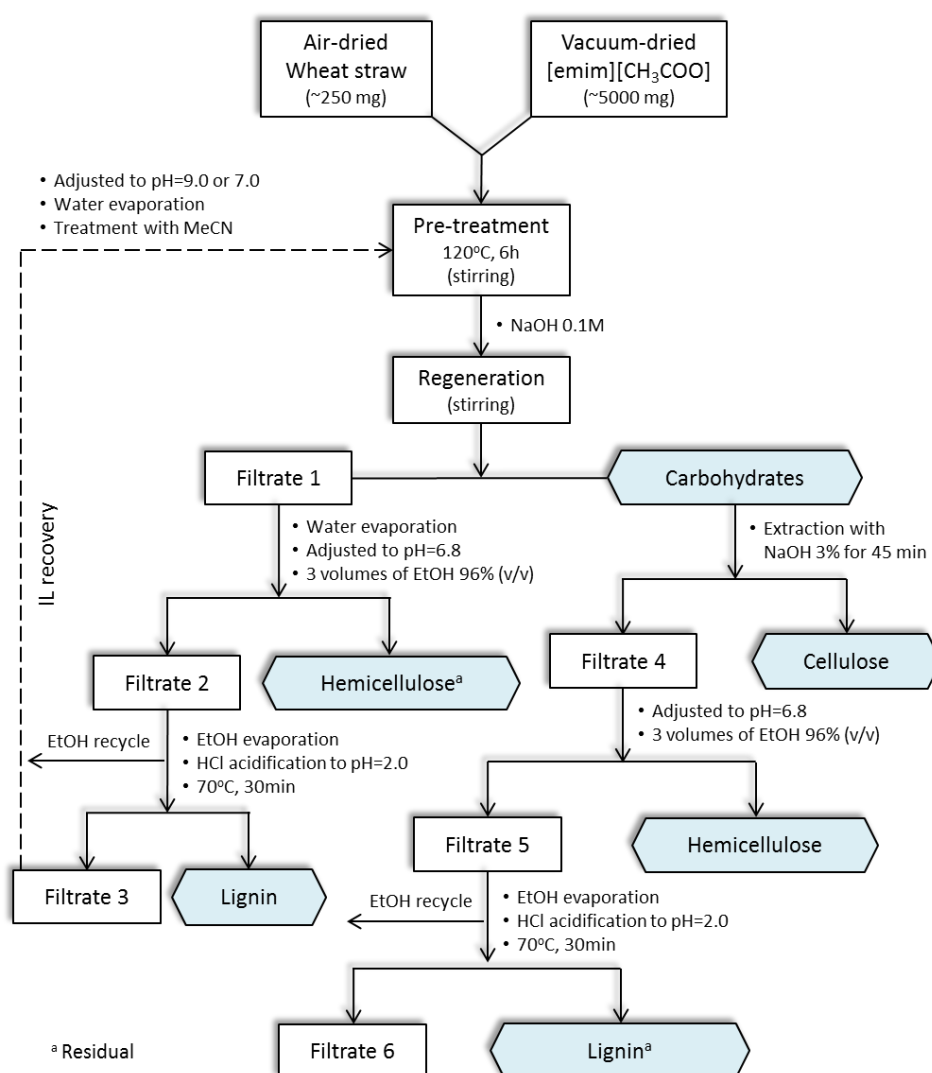 Air-dried
Wheat straw
(~250 mg)
Vacuum-dried
[emim][CH₃COO]
(~5000 mg)
• Adjusted to pH=9.0 or 7.0
• Water evaporation
• Treatment with MeCN
Pre-treatment
120ºC, 6h
(stirring)
• NaOH 0.1M
Regeneration
(stirring)
IL recovery
Filtrate 1
Carbohydrates
• Water evaporation
• Adjusted to pH=6.8
• 3 volumes of EtOH 96% (v/v)
• Extraction with
NaOH 3% for 45 min
Filtrate 2
Hemicelluloseᵃ
Filtrate 4
Cellulose
EtOH recycle
• EtOH evaporation
• HCl acidification to pH=2.0
• 70ºC, 30min
• Adjusted to pH=6.8
• 3 volumes of EtOH 96% (v/v)
Filtrate 3
Lignin
Filtrate 5
Hemicellulose
EtOH recycle
• EtOH evaporation
• HCl acidification to pH=2.0
• 70ºC, 30min
ᵃ Residual
Filtrate 6
Ligninᵃ